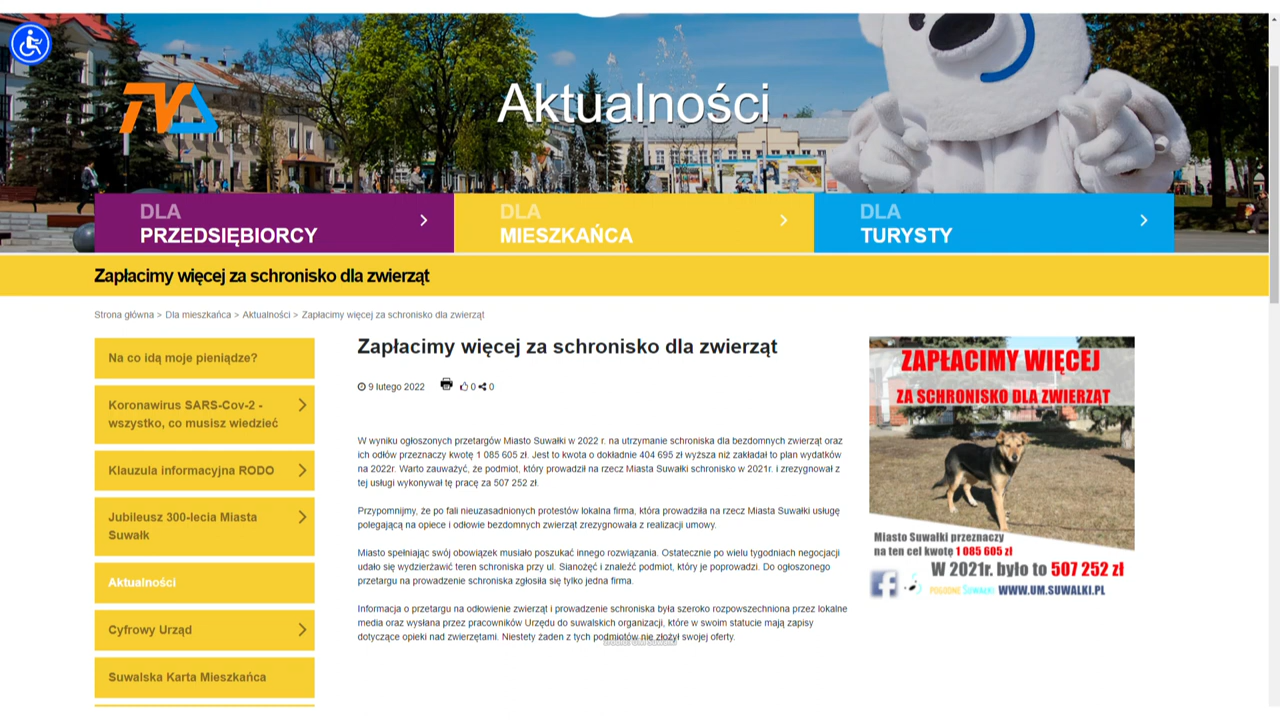 Aktualności
DLA
PRZEDSIĘBIORCY
DLA
MIESZKAŃCA
DLA
TURYSTY
Zapłacimy więcej za schronisko dla zwierząt
Strona główna > Dla mieszkańca > Aktualności > Zapłacimy więcej za schronisko dla zwierząt
Na co idą moje pieniądze?
Koronawirus SARS-Cov-2 -
wszystko, co musisz wiedzieć
Klauzula informacyjna RODO
Jubileusz 300-lecia Miasta
Suwałk
Aktualności
Cyfrowy Urząd
Suwalska Karta Mieszkańca
Zapłacimy więcej za schronisko dla zwierząt
9 lutego 2022 0 0
W wyniku ogłoszonych przetargów Miasto Suwałki w 2022 r. na utrzymanie schroniska dla bezdomnych zwierząt oraz
ich odłów przeznaczy kwotę 1 085 605 zł. Jest to kwota o dokładnie 404 695 zł wyższa niż zakładał to plan wydatków
na 2022r. Warto zauważyć, że podmiot, który prowadził na rzecz Miasta Suwałki schronisko w 2021r. i zrezygnował z
tej usługi wykonywał tę pracę za 507 252 zł.
Przypomnijmy, że po fali nieuzasadnionych protestów lokalna firma, która prowadziła na rzecz Miasta Suwałki usługę
polegającą na opiece i odłowie bezdomnych zwierząt zrezygnowała z realizacji umowy.
Miasto spełniając swój obowiązek musiało poszukać innego rozwiązania. Ostatecznie po wielu tygodniach negocjacji
udało się wydzierżawić teren schroniska przy ul. Sianożęć i znaleźć podmiot, który je poprowadzi. Do ogłoszonego
przetargu na prowadzenie schroniska zgłosiła się tylko jedna firma.
Informacja o przetargu na odłowienie zwierząt i prowadzenie schroniska była szeroko rozpowszechniona przez lokalne
media oraz wysłana przez pracowników Urzędu do suwalskich organizacji, które w swoim statucie mają zapisy
dotyczące opieki nad zwierzętami. Niestety żaden z tych podmiotów nie złożył swojej oferty.
ZAPŁACIMY WIĘCEJ
ZA SCHRONISKO DLA ZWIERZĄT
Miasto Suwałki przeznaczy
na ten cel kwotę 1 085 605 zł
W 2021r. było to 507 252 zł
POGODNE SUWAŁKI WWW.UM.SUWALKI.PL